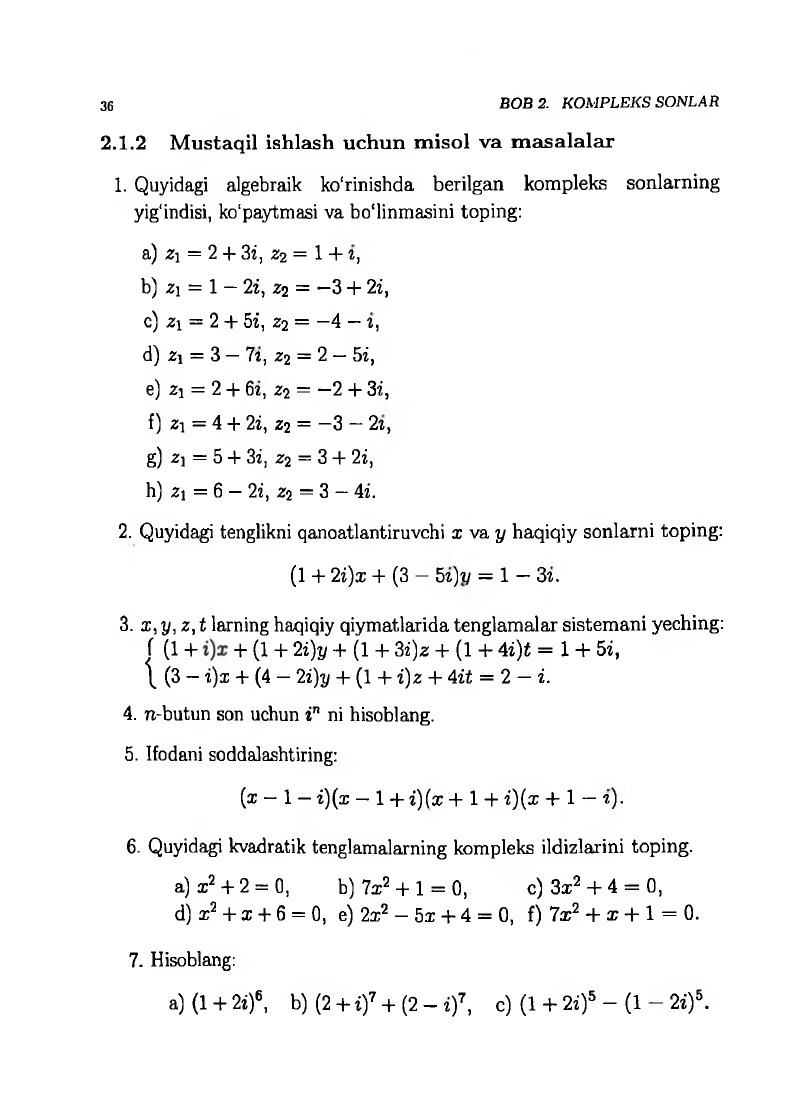 36 BOB 2. KOMPLEKS SONLAR
2.1.2 Mustaqil ishlash uchun misol va masalalar
1. Quyidagi algebraik ko‘rinishda berilgan kompleks sonlarning
yig‘indisi, ko‘paytmasi va bo‘linmasini toping:
a) z₁ = 2 + 3i, z₂ = 1 + i,
b) z₁ = 1 − 2i, z₂ = −3 + 2i,
c) z₁ = 2 + 5i, z₂ = −4 − i,
d) z₁ = 3 − 7i, z₂ = 2 − 5i,
e) z₁ = 2 + 6i, z₂ = −2 + 3i,
f) z₁ = 4 + 2i, z₂ = −3 − 2i,
g) z₁ = 5 + 3i, z₂ = 3 + 2i,
h) z₁ = 6 − 2i, z₂ = 3 − 4i.
2. Quyidagi tenglikni qanoatlantiruvchi x va y haqiqiy sonlarni toping:
(1 + 2i)x + (3 − 5i)y = 1 − 3i.
3. x, y, z, t larning haqiqiy qiymatlarida tenglamalar sistemani yeching:
{ (1 + i)x + (1 + 2i)y + (1 + 3i)z + (1 + 4i)t = 1 + 5i,
(3 − i)x + (4 − 2i)y + (1 + i)z + 4it = 2 − i.
4. n-butun son uchun iⁿ ni hisoblang.
5. Ifodani soddalashtiring:
(x − 1 − i)(x − 1 + i)(x + 1 + i)(x + 1 − i).
6. Quyidagi kvadratik tenglamalarning kompleks ildizlarini toping.
a) x² + 2 = 0, b) 7x² + 1 = 0, c) 3x² + 4 = 0,
d) x² + x + 6 = 0, e) 2x² − 5x + 4 = 0, f) 7x² + x + 1 = 0.
7. Hisoblang:
a) (1 + 2i)⁶, b) (2 + i)⁷ + (2 − i)⁷, c) (1 + 2i)⁵ − (1 − 2i)⁵.